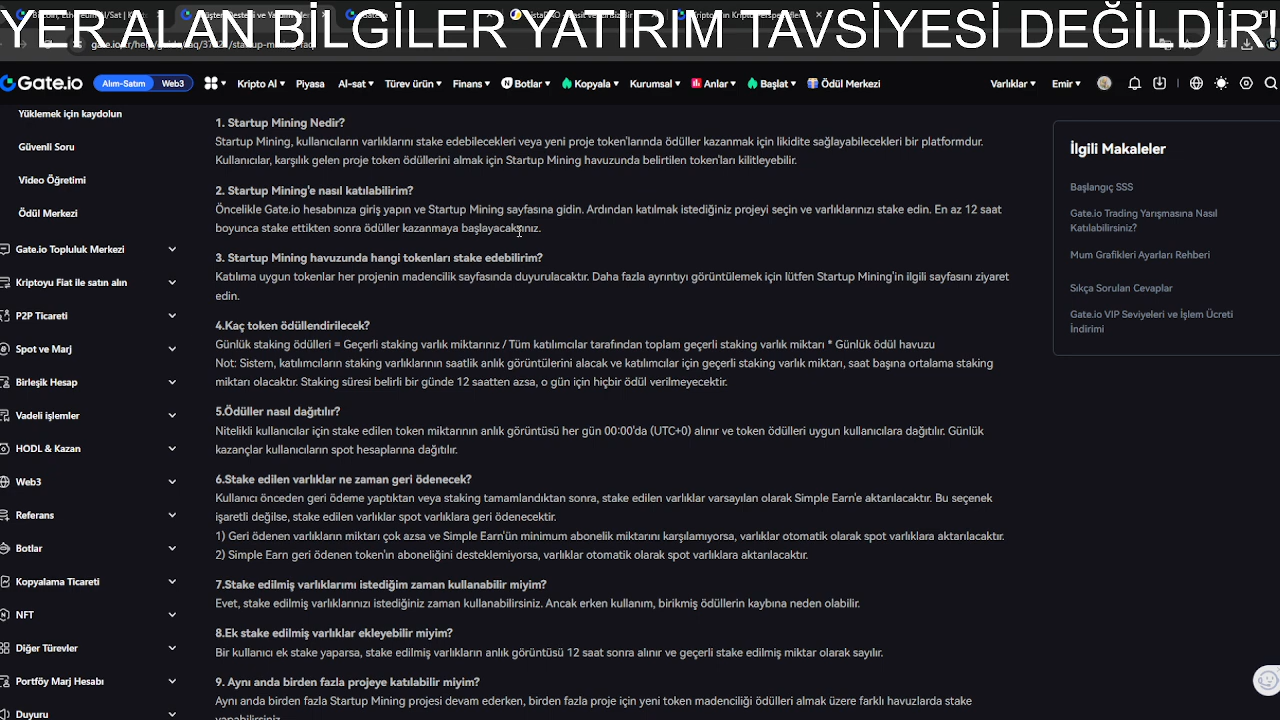 YER ALAN BİLGİLER YATIRIM TAVSİYESİ DEĞİLDİR!
Gate.io
Alım-Satım
Web3
Kripto Al
Piyasa
Al-sat
Türev ürün
Finans
Botlar
Kopyala
Kurumsal
Anlar
Başlat
Ödül Merkezi
Varlıklar
Emir
Yüklemek için kaydolun
Güvenli Soru
Video Öğretimi
Ödül Merkezi
Gate.io Topluluk Merkezi
Kriptoyu Fiat ile satın alın
P2P Ticareti
Spot ve Marj
Birleşik Hesap
Vadeli işlemler
HODL & Kazan
Web3
Referans
Botlar
Kopyalama Ticareti
NFT
Diğer Türevler
Portföy Marj Hesabı
Duyuru
1. Startup Mining Nedir?
Startup Mining, kullanıcıların varlıklarını stake edebilecekleri veya yeni proje token'larında ödüller kazanmak için likidite sağlayabilecekleri bir platformdur.
Kullanıcılar, karşılık gelen proje token ödüllerini almak için Startup Mining havuzunda belirtilen token'ları kilitleyebilir.
2. Startup Mining'e nasıl katılabilirim?
Öncelikle Gate.io hesabınıza giriş yapın ve Startup Mining sayfasına gidin. Ardından katılmak istediğiniz projeyi seçin ve varlıklarınızı stake edin. En az 12 saat
boyunca stake ettikten sonra ödüller kazanmaya başlayacaksınız.
3. Startup Mining havuzunda hangi tokenları stake edebilirim?
Katılıma uygun tokenler her projenin madencilik sayfasında duyurulacaktır. Daha fazla ayrıntıyı görüntülemek için lütfen Startup Mining'in ilgili sayfasını ziyaret
edin.
4.Kaç token ödüllendirilecek?
Günlük staking ödülleri = Geçerli staking varlık miktarınız / Tüm katılımcılar tarafından toplam geçerli staking varlık miktarı * Günlük ödül havuzu
Not: Sistem, katılımcıların staking varlıklarının saatlik anlık görüntülerini alacak ve katılımcılar için geçerli staking varlık miktarı, saat başına ortalama staking
miktarı olacaktır. Staking süresi belirli bir günde 12 saatten azsa, o gün için hiçbir ödül verilmeyecektir.
5.Ödüller nasıl dağıtılır?
Nitelikli kullanıcılar için stake edilen token miktarının anlık görüntüsü her gün 00:00'da (UTC+0) alınır ve token ödülleri uygun kullanıcılara dağıtılır. Günlük
kazançlar kullanıcıların spot hesaplarına dağıtılır.
6.Stake edilen varlıklar ne zaman geri ödenecek?
Kullanıcı önceden geri ödeme yaptıktan veya staking tamamlandıktan sonra, stake edilen varlıklar varsayılan olarak Simple Earn'e aktarılacaktır. Bu seçenek
işaretli değilse, stake edilen varlıklar spot varlıklara geri ödenecektir.
1) Geri ödenen varlıkların miktarı çok azsa ve Simple Earn'ün minimum abonelik miktarını karşılamıyorsa, varlıklar otomatik olarak spot varlıklara aktarılacaktır.
2) Simple Earn geri ödenen token'ın aboneliğini desteklemiyorsa, varlıklar otomatik olarak spot varlıklara aktarılacaktır.
7.Stake edilmiş varlıklarımı istediğim zaman kullanabilir miyim?
Evet, stake edilmiş varlıklarınızı istediğiniz zaman kullanabilirsiniz. Ancak erken kullanım, birikmiş ödüllerin kaybına neden olabilir.
8.Ek stake edilmiş varlıklar ekleyebilir miyim?
Bir kullanıcı ek stake yaparsa, stake edilmiş varlıkların anlık görüntüsü 12 saat sonra alınır ve geçerli stake edilmiş miktar olarak sayılır.
9. Aynı anda birden fazla projeye katılabilir miyim?
Aynı anda birden fazla Startup Mining projesi devam ederken, birden fazla proje için yeni token madenciliği ödülleri almak üzere farklı havuzlarda stake
yapabilirsiniz.
İlgili Makaleler
Başlangıç SSS
Gate.io Trading Yarışmasına Nasıl
Katılabilirsiniz?
Mum Grafikleri Ayarları Rehberi
Sıkça Sorulan Cevaplar
Gate.io VIP Seviyeleri ve İşlem Ücreti
İndirimi